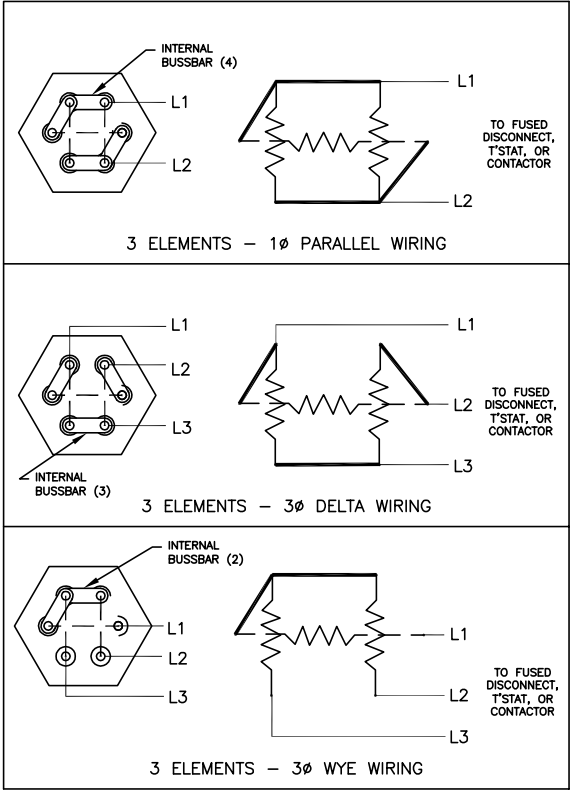 INTERNAL
BUSSBAR (4)
L1
L2
L1
L2
TO FUSED
DISCONNECT,
T'STAT, OR
CONTACTOR
3 ELEMENTS – 1ø PARALLEL WIRING
L1
L2
L3
INTERNAL
BUSSBAR (3)
L1
L2
L3
TO FUSED
DISCONNECT,
T'STAT, OR
CONTACTOR
3 ELEMENTS – 3ø DELTA WIRING
INTERNAL
BUSSBAR (2)
L1
L2
L3
L1
L2
L3
TO FUSED
DISCONNECT,
T'STAT, OR
CONTACTOR
3 ELEMENTS – 3ø WYE WIRING